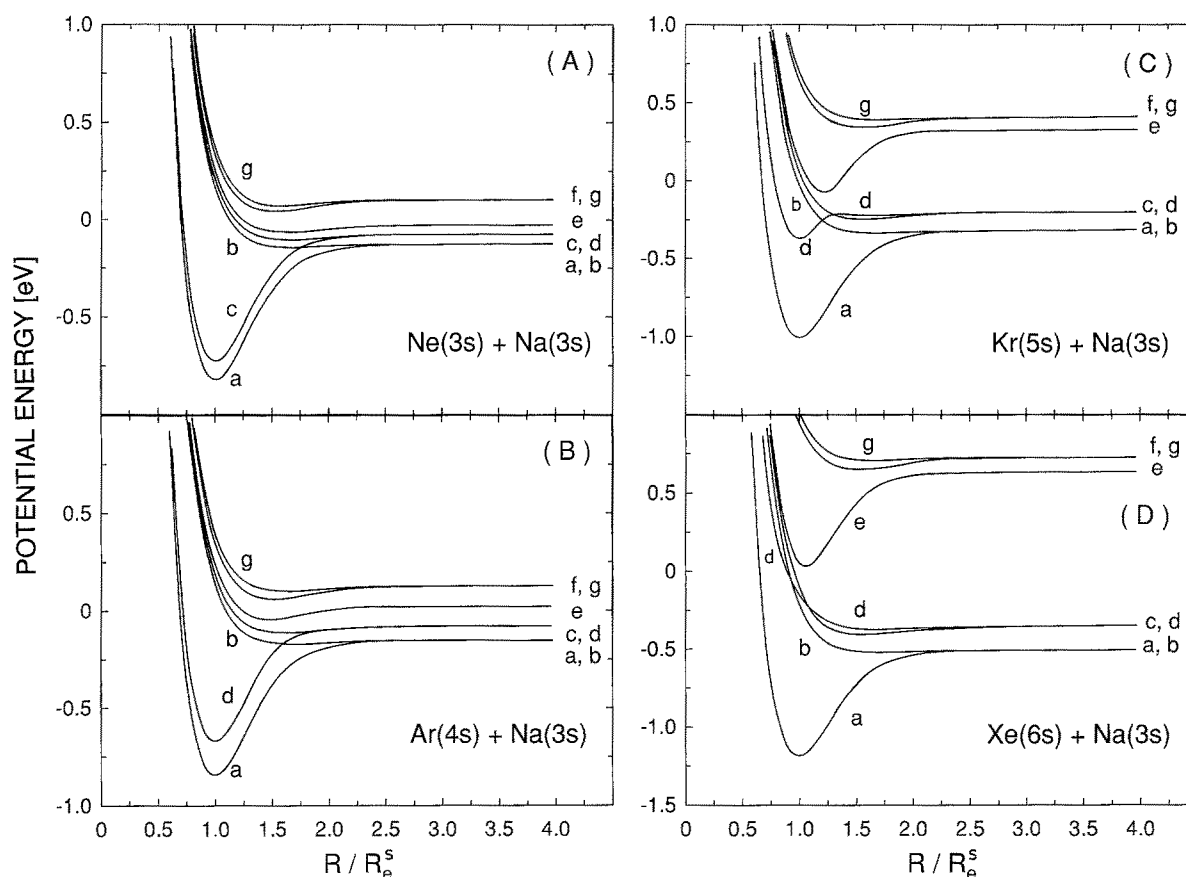 POTENTIAL ENERGY [eV]
1.0
0.5
0
-0.5
( A )
g
b
c
a
f, g
e
c, d
a, b
Ne(3s) + Na(3s)
0.5
0
-0.5
-1.0
( B )
g
b
d
a
f, g
e
c, d
a, b
Ar(4s) + Na(3s)
0 0.5 1.0 1.5 2.0 2.5 3.0 3.5 4.0
R / R_e^s
1.0
0.5
0
-0.5
-1.0
( C )
g
f, g
e
b
d
d
c, d
a, b
a
Kr(5s) + Na(3s)
0.5
0
-0.5
-1.0
-1.5
g
f, g
e
( D )
e
d
d
c, d
b
a, b
a
Xe(6s) + Na(3s)
0 0.5 1.0 1.5 2.0 2.5 3.0 3.5 4.0
R / R_e^s